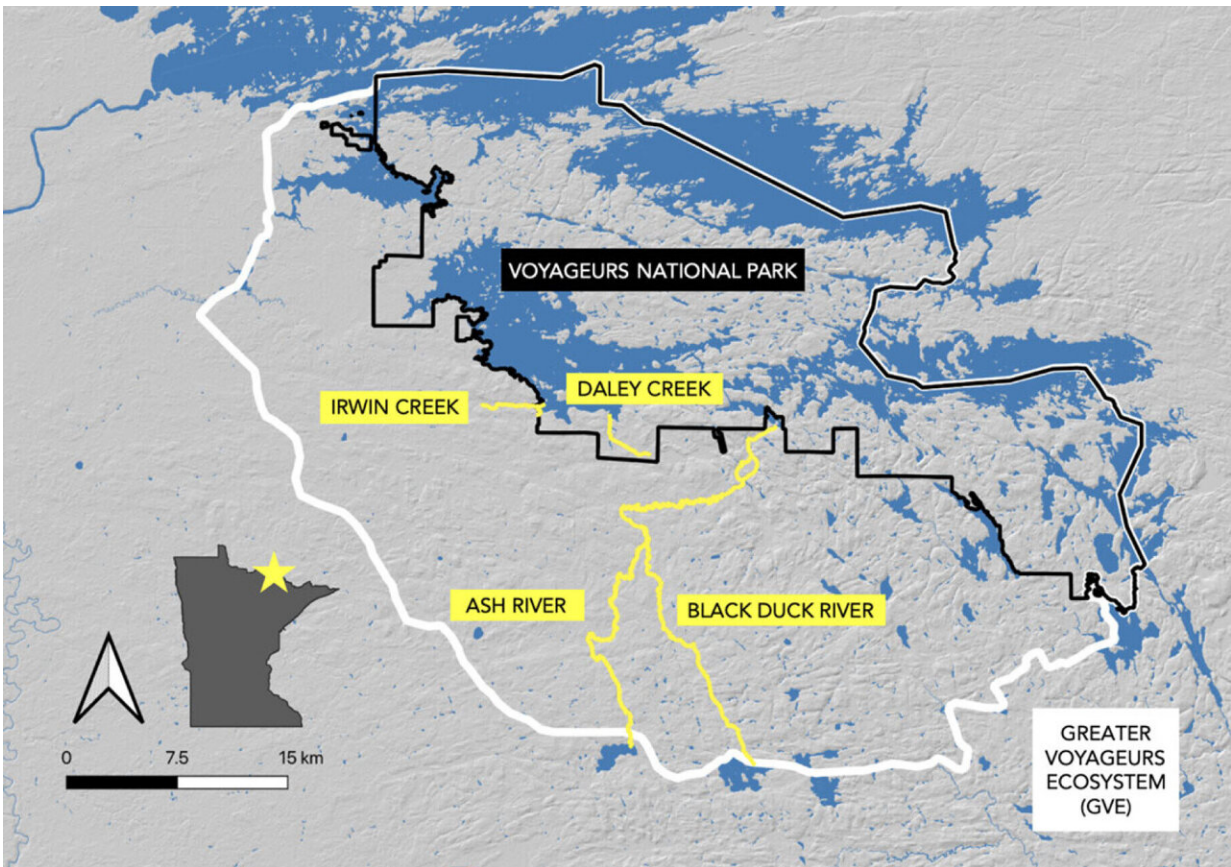 VOYAGEURS NATIONAL PARK
DALEY CREEK
IRWIN CREEK
ASH RIVER
BLACK DUCK RIVER
0 7.5 15 km
GREATER
VOYAGEURS
ECOSYSTEM
(GVE)